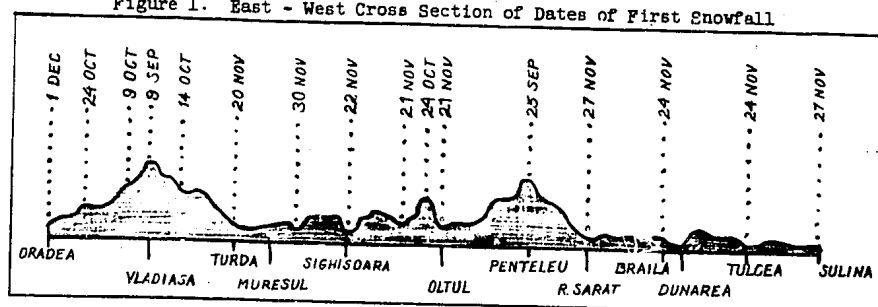 Figure 1. East - West Cross Section of Dates of First Snowfall
1 DEC
24 OCT
9 OCT
8 SEP
14 OCT
20 NOV
30 NOV
22 NOV
21 NOV
24 OCT
21 NOV
25 SEP
27 NOV
24 NOV
24 NOV
27 NOV
ORADEA
VLADIASA
TURDA
MURESUL
SIGHISOARA
OLTUL
PENTELEU
R. SARAT
BRAILA
DUNAREA
TULCEA
SULINA